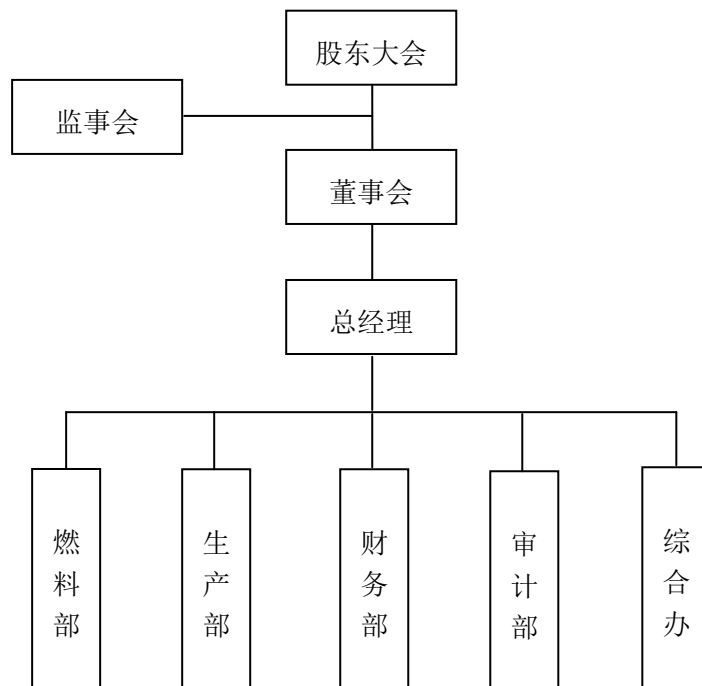 股东大会
监事会
董事会
总经理
燃料部
生产部
财务部
审计部
综合办